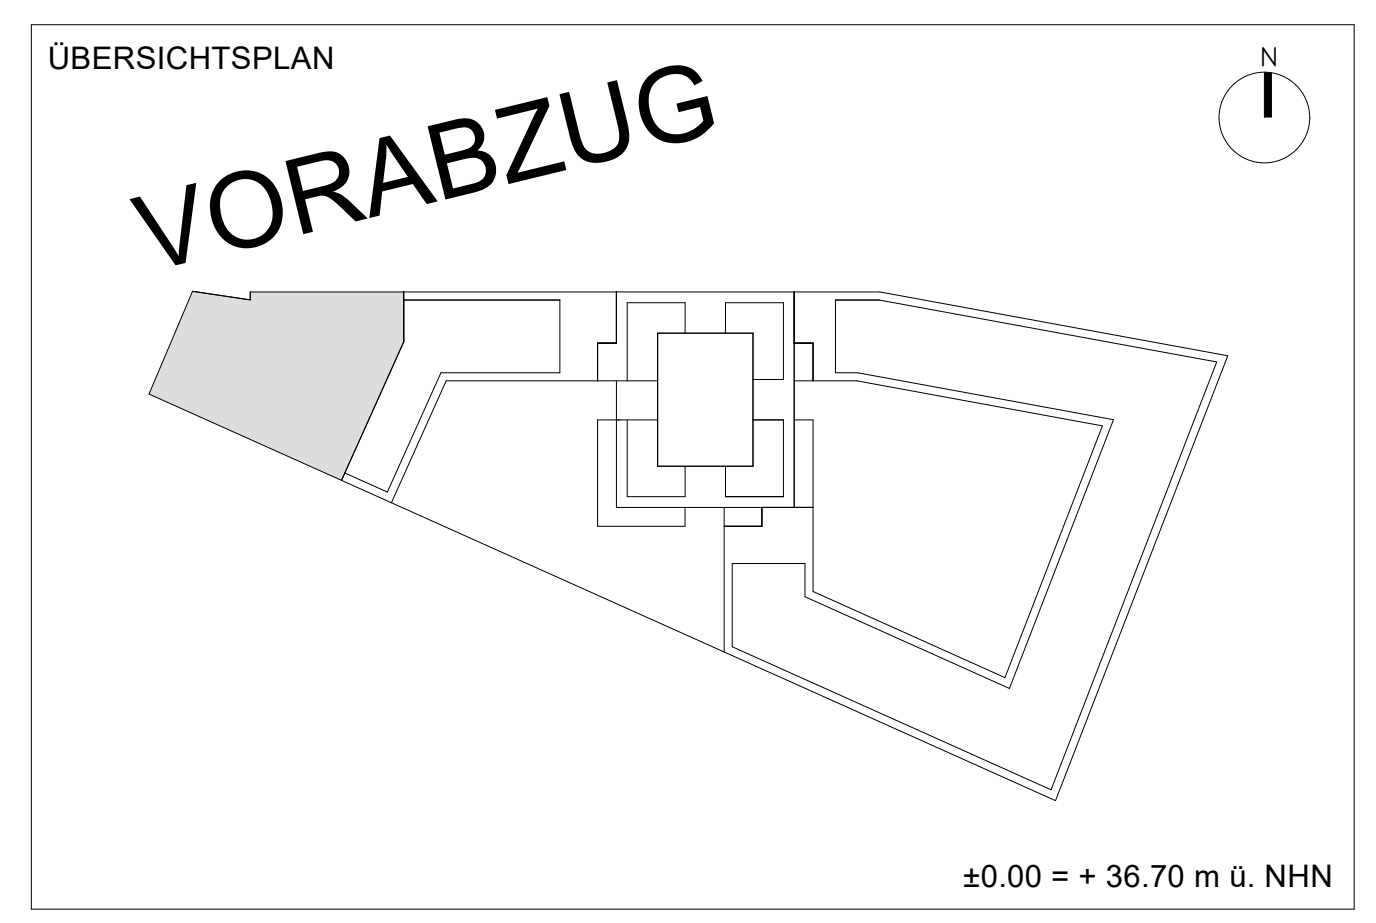 ÜBERSICHTSPLAN
N
VORABZUG
±0.00 = + 36.70 m ü. NHN